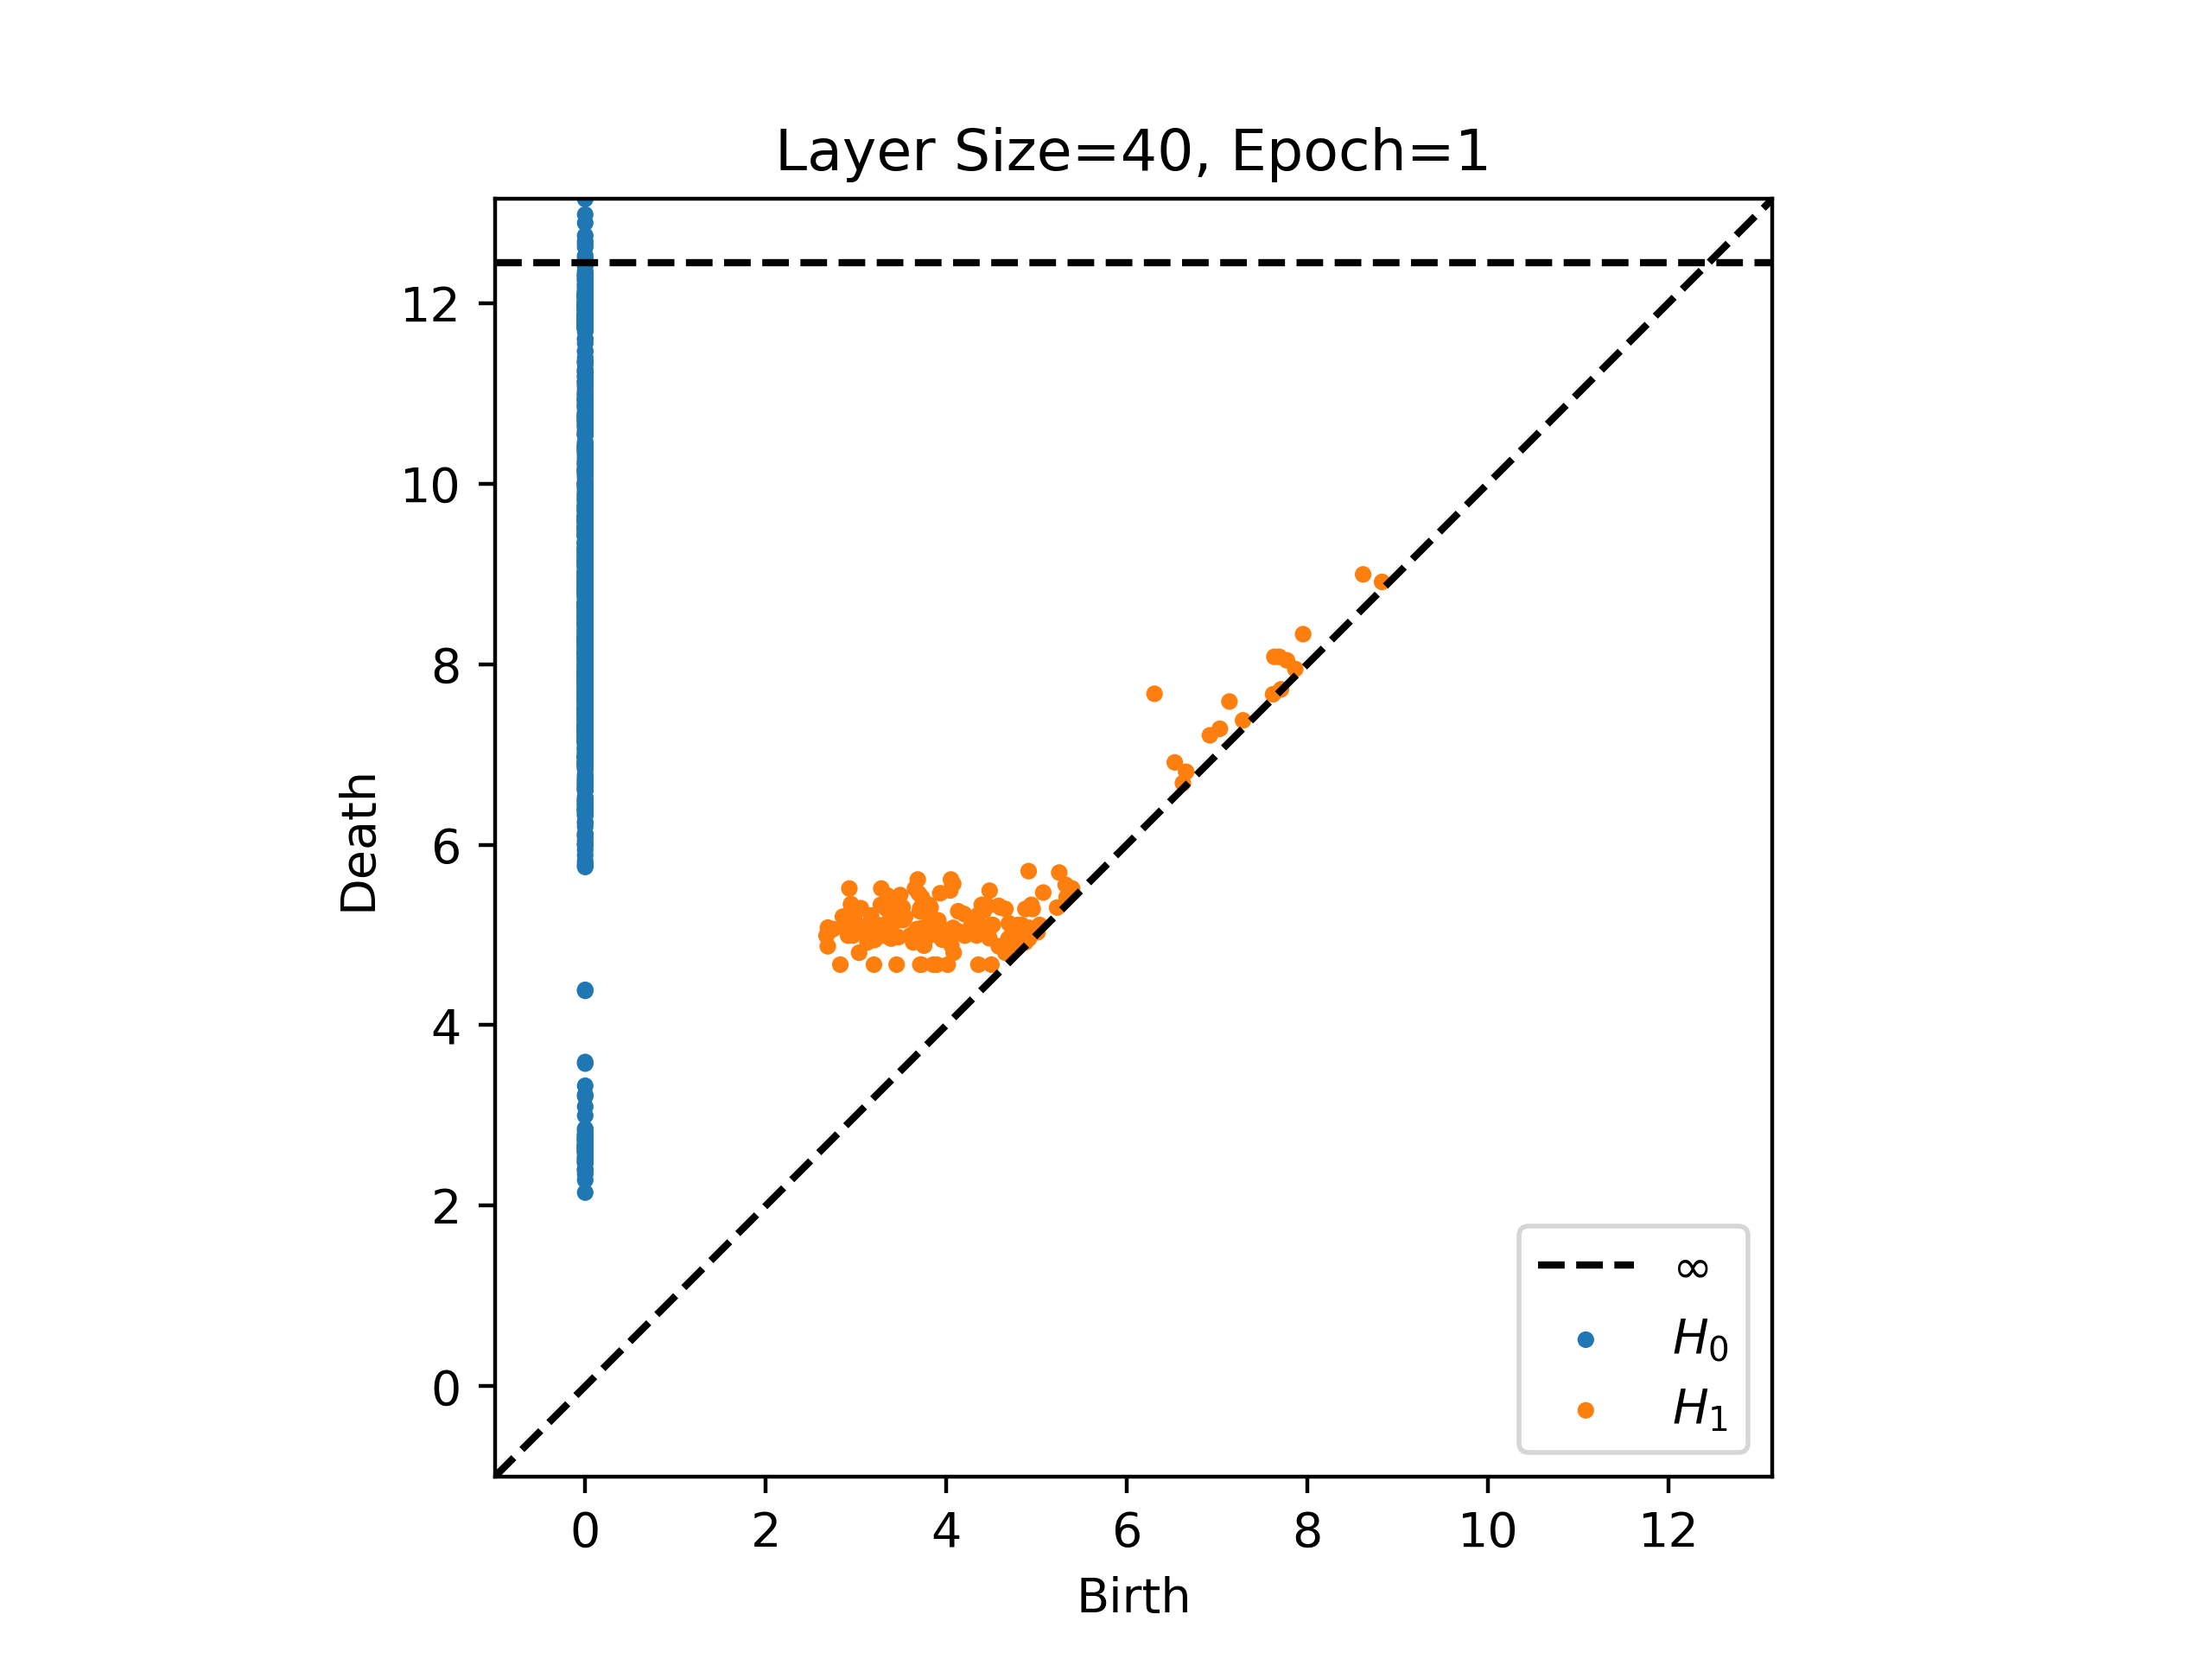 Layer Size=40, Epoch=1
12
10
8
6
4
2
0
Death
0 2 4 6 8 10 12
Birth
∞
H₀
H₁